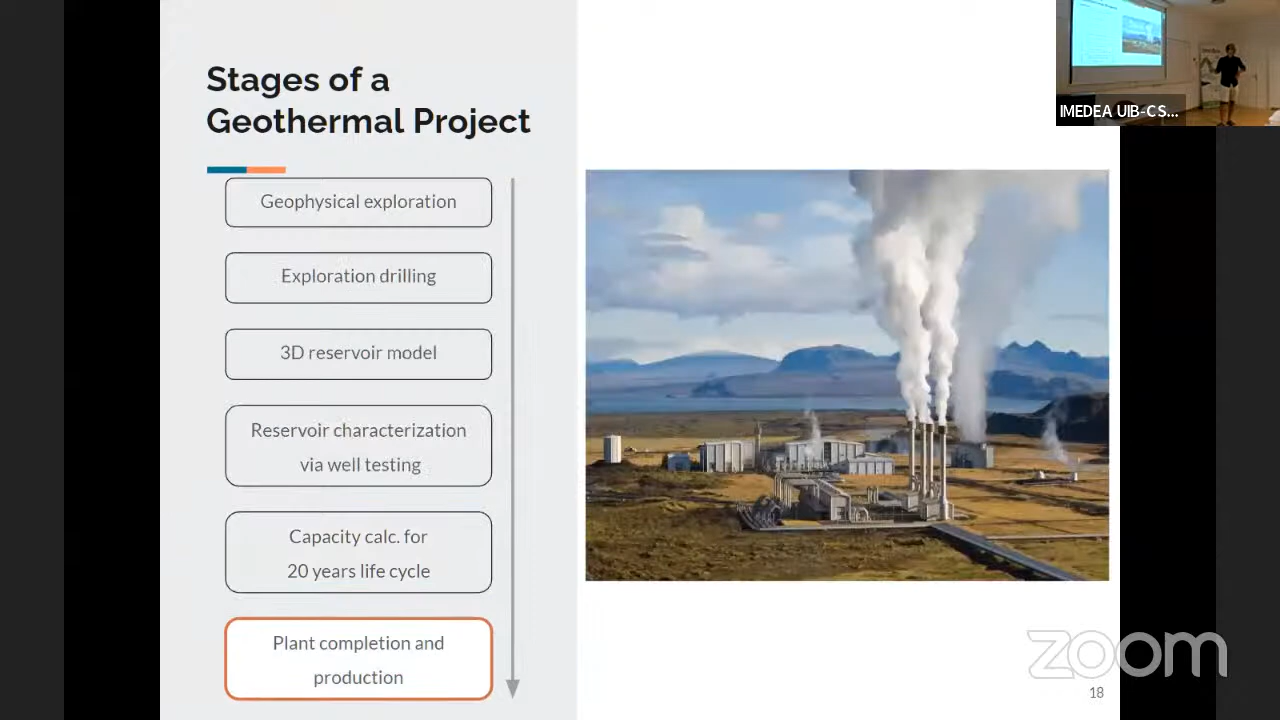 Stages of a
Geothermal Project
Geophysical exploration
Exploration drilling
3D reservoir model
Reservoir characterization
via well testing
Capacity calc. for
20 years life cycle
Plant completion and
production
IMEDEA UIB-CS...
zoom
18